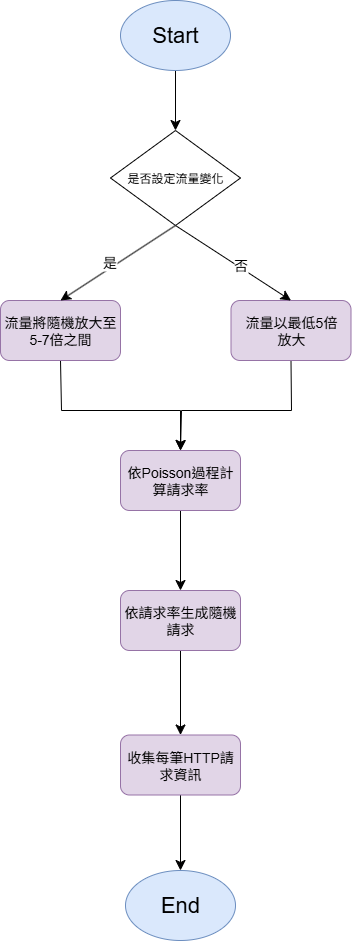 Start
是否設定流量變化
是
否
流量將隨機放大至
5-7倍之間
流量以最低5倍
放大
依Poisson過程計
算請求率
依請求率生成隨機
請求
收集每筆HTTP請
求資訊
End